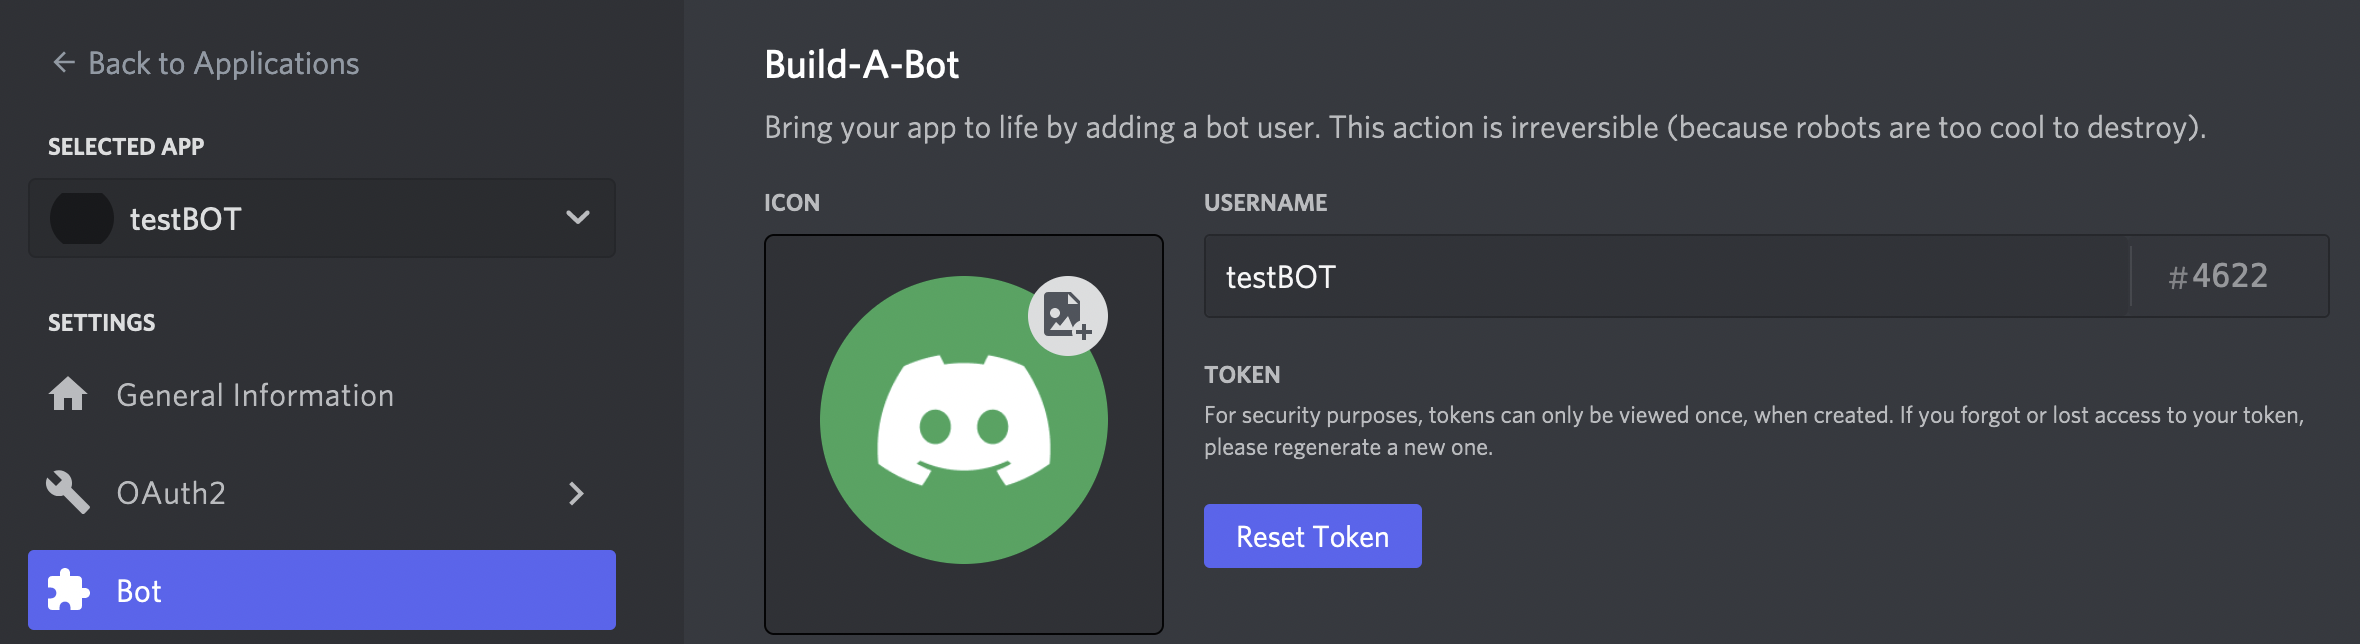 ← Back to Applications
SELECTED APP
testBOT
SETTINGS
General Information
OAuth2
Bot
Build-A-Bot
Bring your app to life by adding a bot user. This action is irreversible (because robots are too cool to destroy).
ICON
USERNAME
testBOT
#4622
TOKEN
For security purposes, tokens can only be viewed once, when created. If you forgot or lost access to your token,
please regenerate a new one.
Reset Token